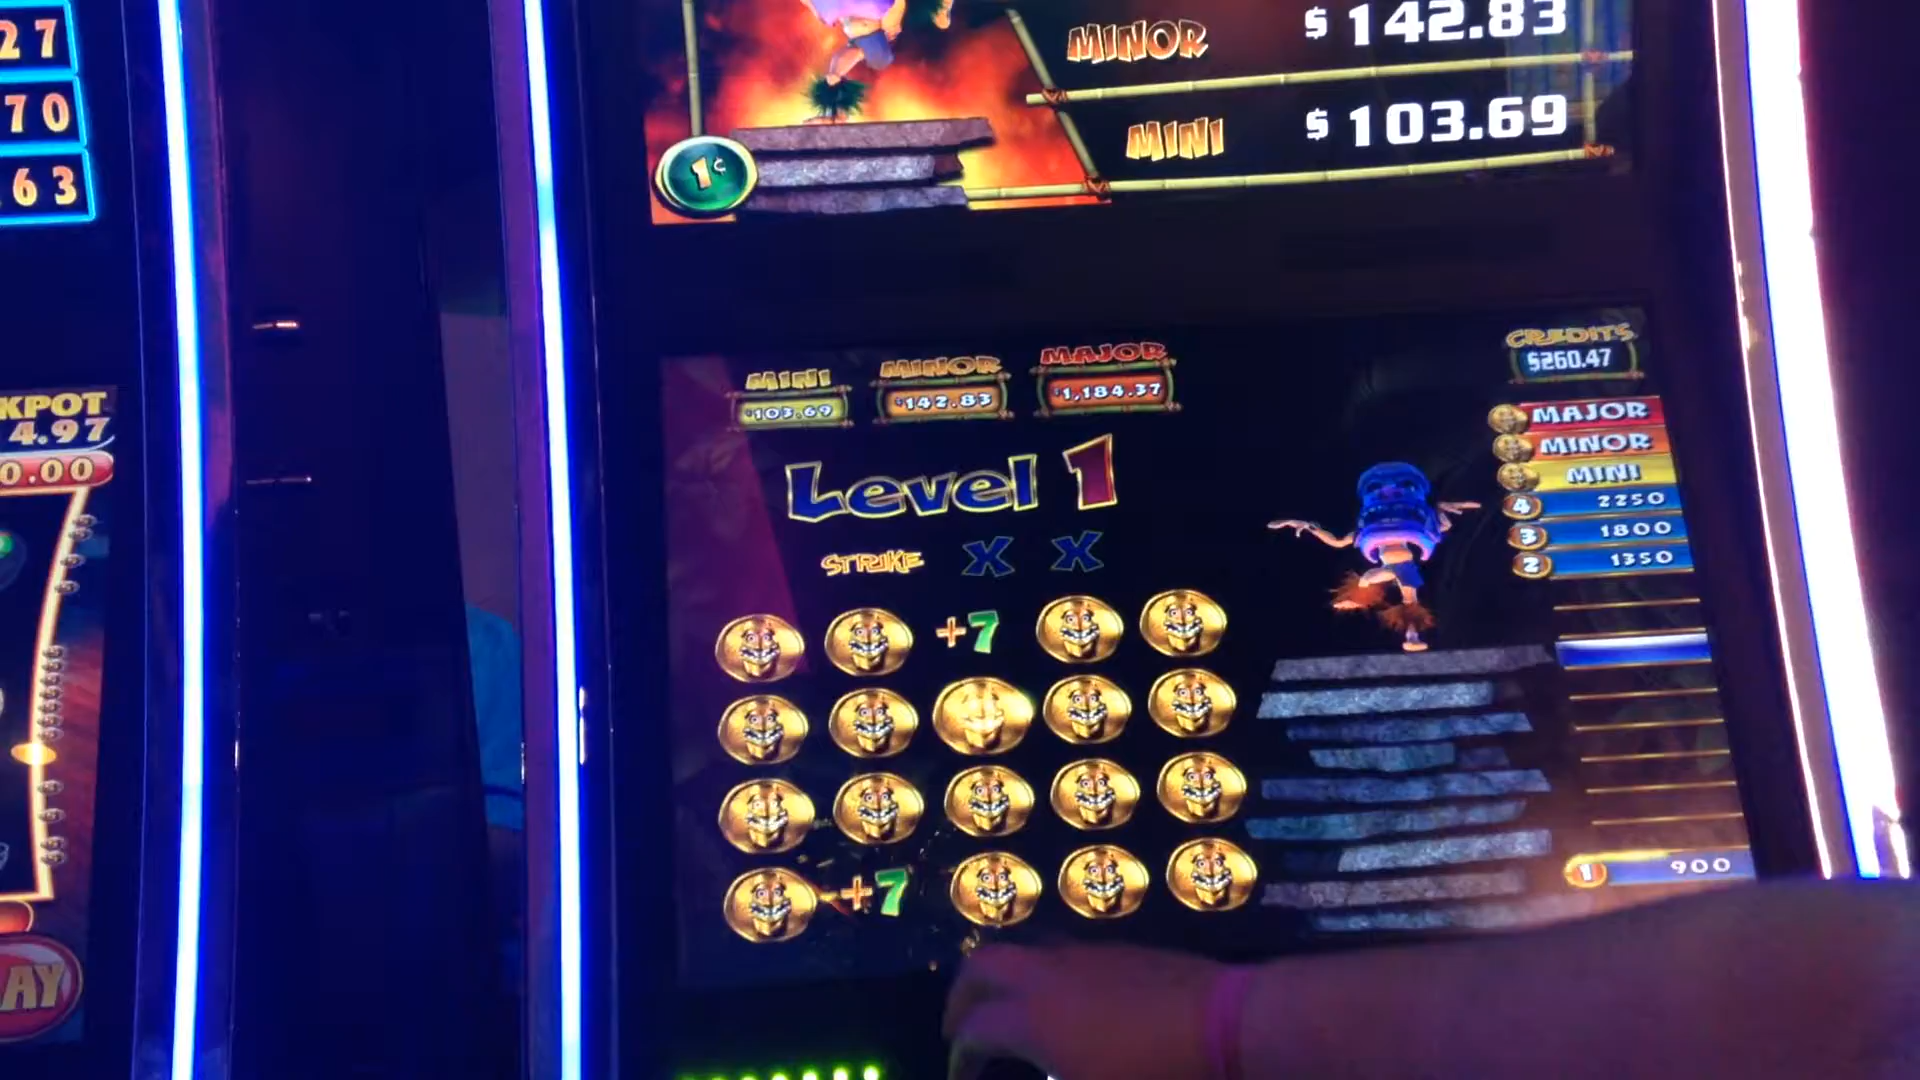 27
70
63
KPOT
4.97
0.00
AY
MINOR $142.83
MINI $103.69
1¢
MINI
$103.69
MINOR
$142.83
MAJOR
$1,184.37
CREDITS
$260.47
Level 1
STRIKE X X
MAJOR
MINOR
MINI
4 2250
3 1800
2 1350
1 900
+7
+7